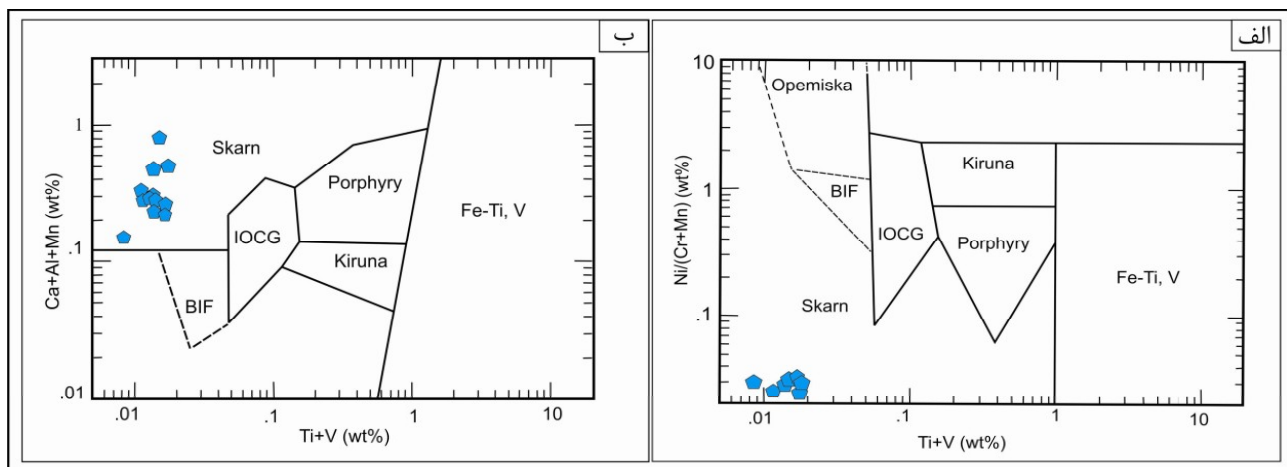 ب
Ca+Al+Mn (wt%)
1
.1
.01
Skarn
Porphyry
IOCG
Kiruna
BIF
Fe-Ti, V
.01
.1
1
10
Ti+V (wt%)
الف
Ni/(Cr+Mn) (wt%)
10
1
.1
Opemiska
BIF
Kiruna
IOCG
Porphyry
Skarn
Fe-Ti, V
.01
.1
1
10
Ti+V (wt%)